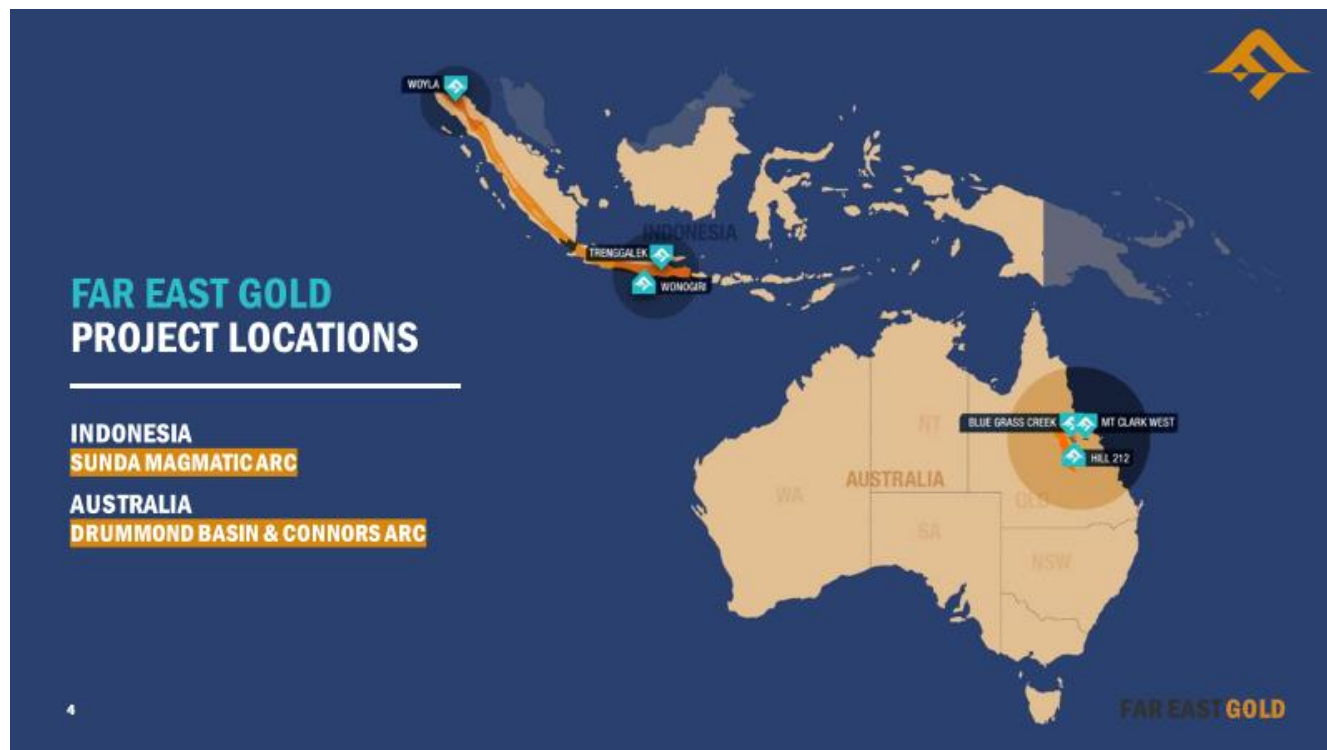 WOYLA
INDONESIA
TRENGGALEK
WONOGIRI
FAR EAST GOLD
PROJECT LOCATIONS
INDONESIA
SUNDA MAGMATIC ARC
AUSTRALIA
DRUMMOND BASIN & CONNORS ARC
BLUE GRASS CREEK
MT CLARK WEST
HILL 212
NT
AUSTRALIA
WA
QLD
SA
NSW
4
FAR EAST GOLD